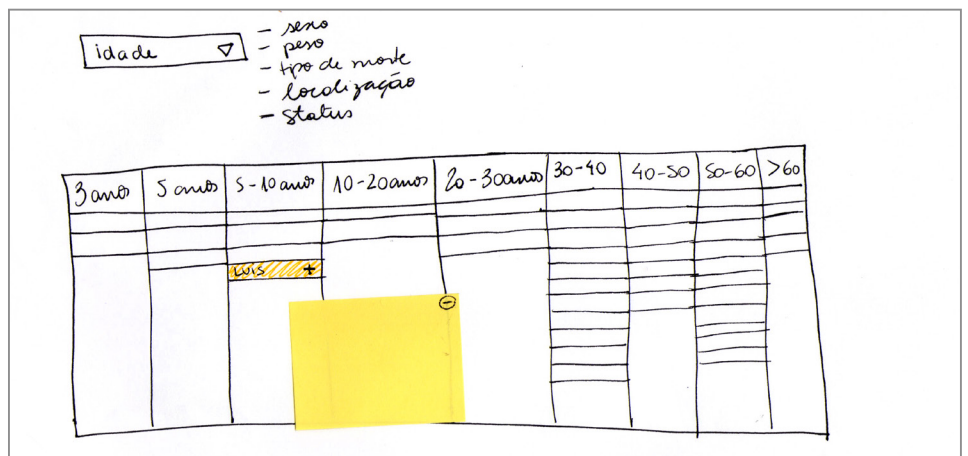 idade ▽
- sexo
- peso
- tipo de morte
- localização
- status
3 anos 5 anos 5-10 anos 10-20 anos 20-30 anos 30-40 40-50 50-60 >60
LUIS +
-